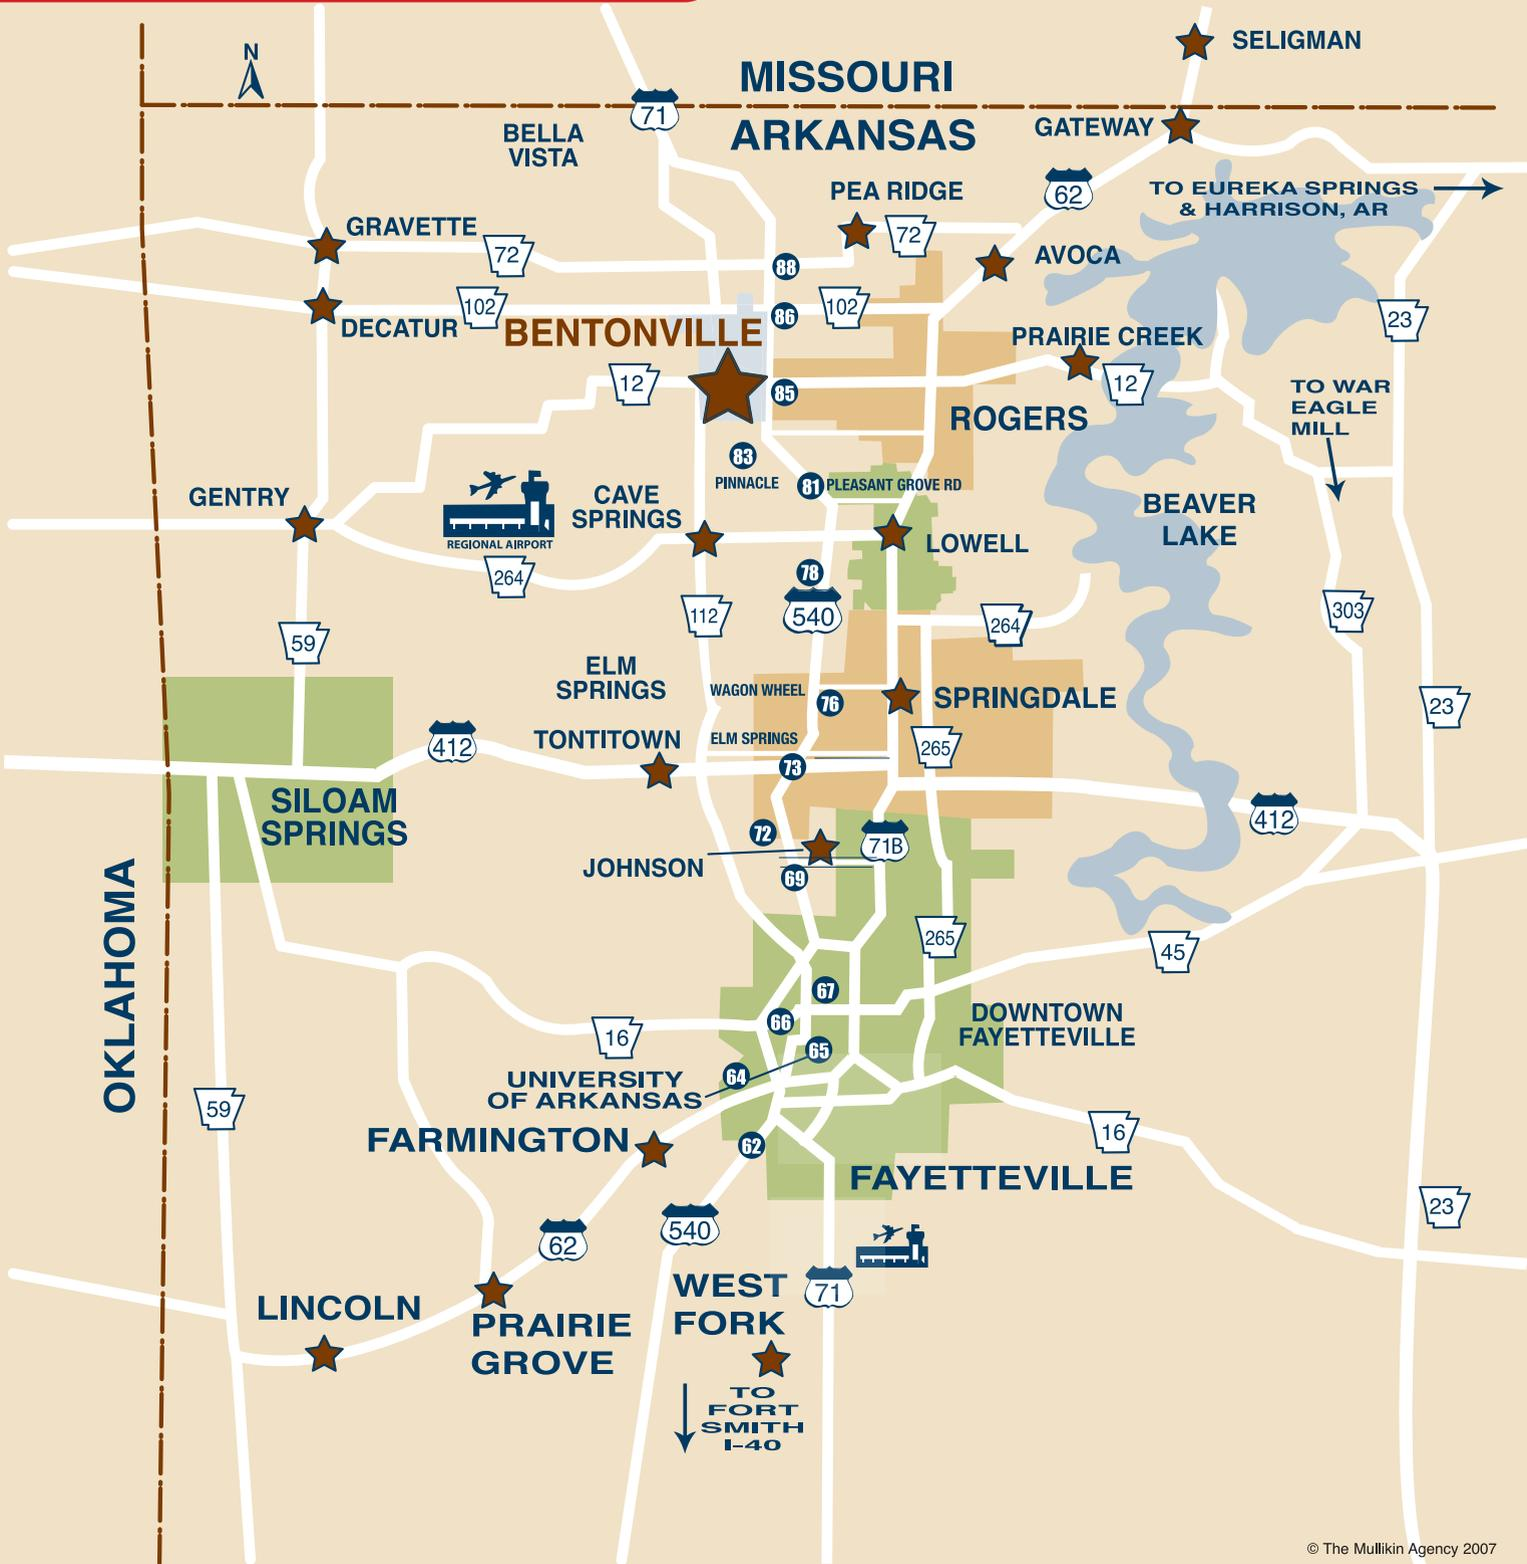 SELIGMAN
N
MISSOURI
71
ARKANSAS
GATEWAY
BELLA
VISTA
62
TO EUREKA SPRINGS
& HARRISON, AR
PEA RIDGE
GRAVETTE
72
72
AVOCA
88
102
86
102
23
DECATUR
BENTONVILLE
PRAIRIE CREEK
12
85
12
TO WAR
EAGLE
MILL
ROGERS
83
PINNACLE
81
PLEASANT GROVE RD
GENTRY
CAVE
SPRINGS
REGIONAL AIRPORT
BEAVER
LAKE
LOWELL
264
78
112
540
264
303
59
ELM
SPRINGS
WAGON WHEEL
76
SPRINGDALE
23
412
TONTITOWN
ELM SPRINGS
265
73
SILOAM
SPRINGS
412
72
71B
JOHNSON
69
OKLAHOMA
265
45
67
66
DOWNTOWN
FAYETTEVILLE
16
65
64
UNIVERSITY
OF ARKANSAS
59
16
FARMINGTON
62
FAYETTEVILLE
23
540
62
WEST
FORK
71
LINCOLN
PRAIRIE
GROVE
TO
FORT
SMITH
I-40
© The Mullikin Agency 2007